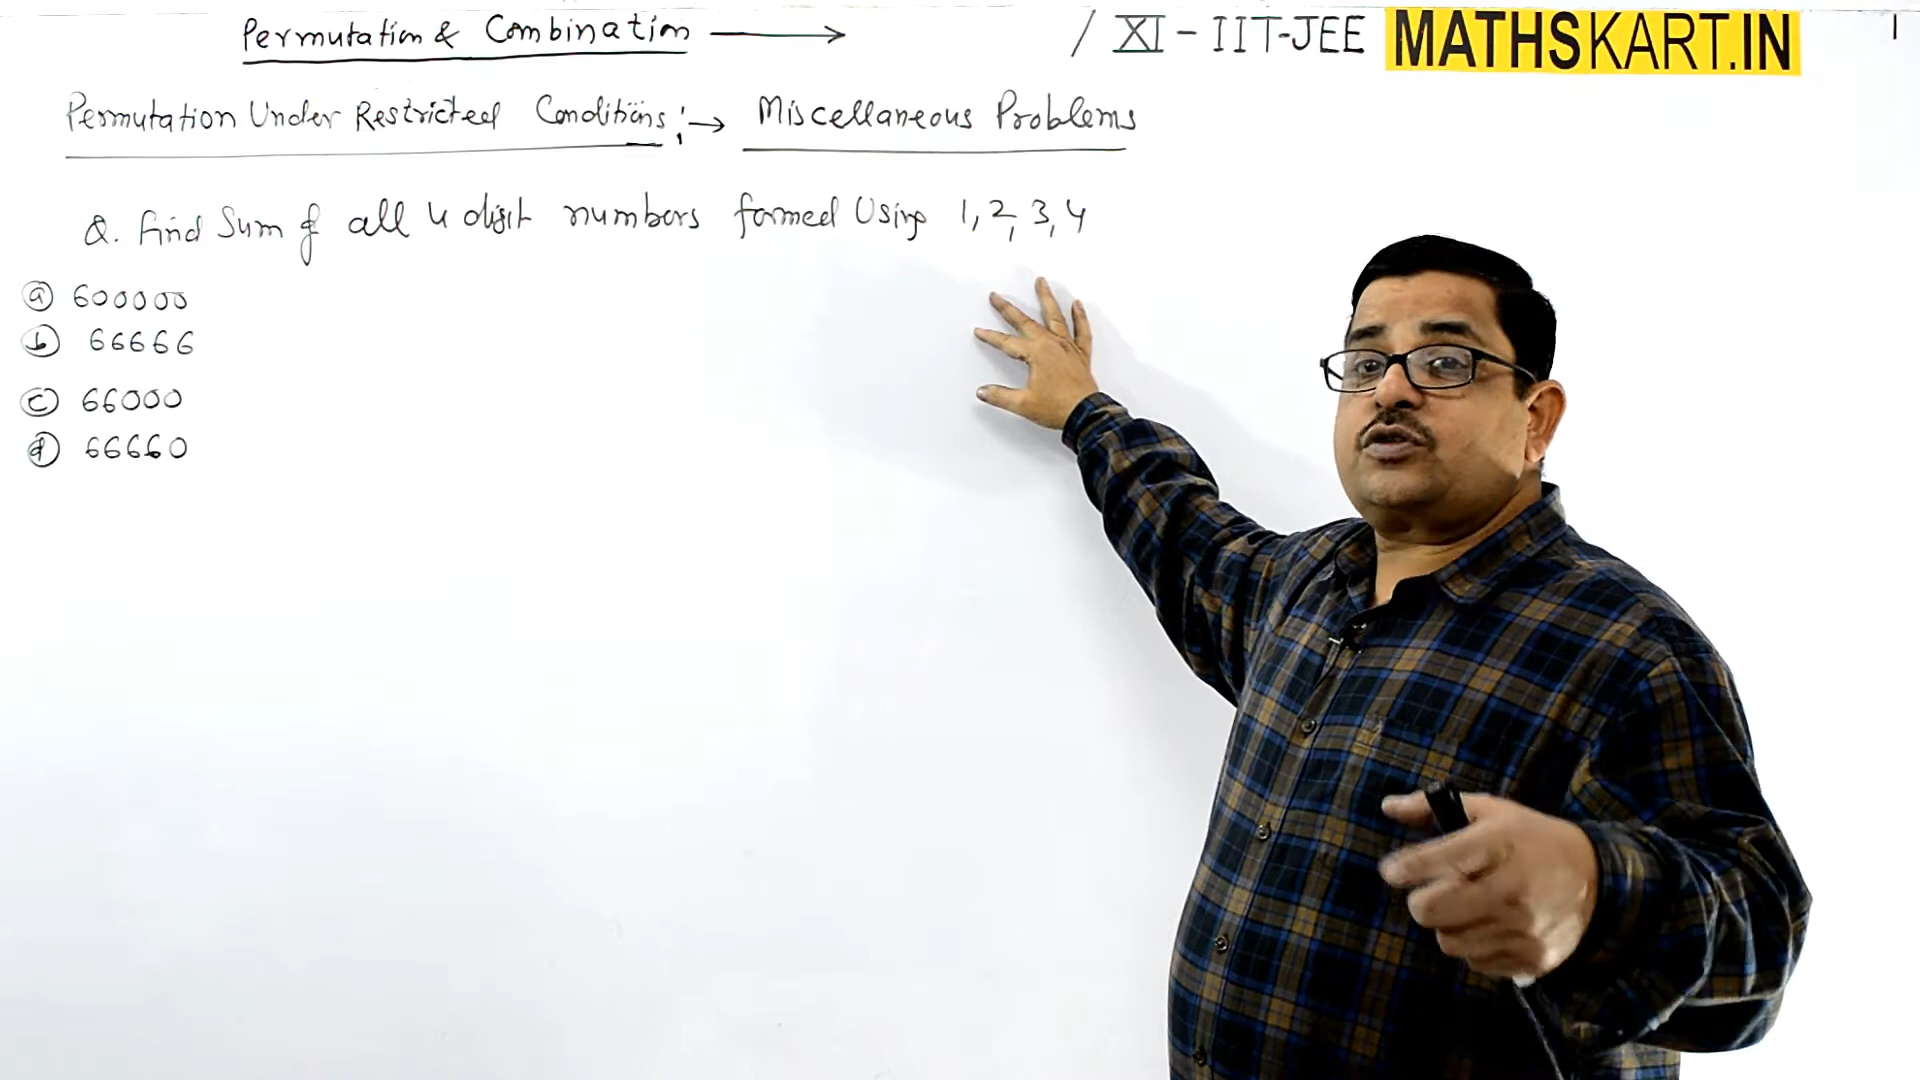 Permutation & Combination → / XI - IIT-JEE MATHSKART.IN 1
Permutation Under Restricted Conditions :→ Miscellaneous Problems
Q. Find Sum of all 4 digit numbers formed Using 1, 2, 3, 4
(a) 600000
(b) 66666
(c) 66000
(d) 66660